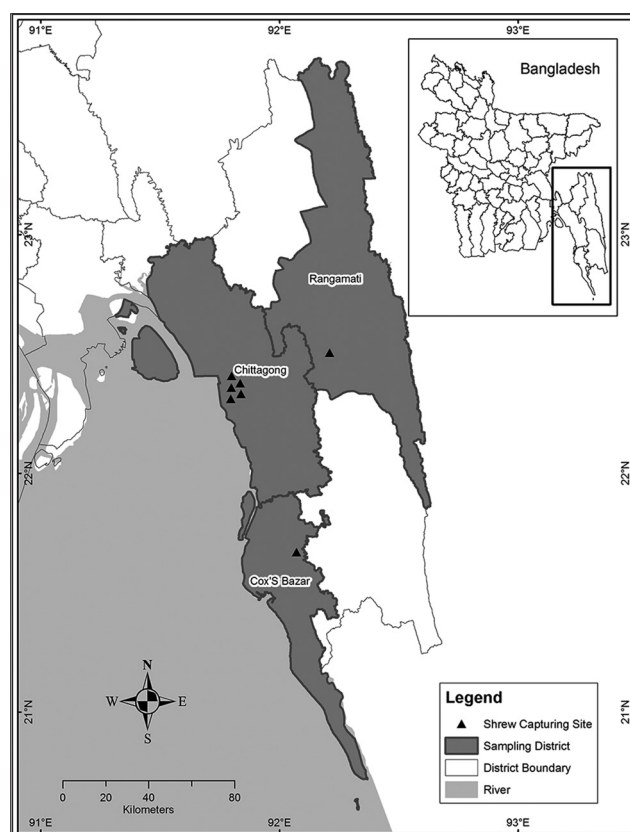 91°E 92°E 93°E
Bangladesh
23°N 23°N
Rangamati
Chittagong
22°N 22°N
Cox'S Bazar
N
W E
S
21°N 21°N
Legend
Shrew Capturing Site
Sampling District
District Boundary
River
0 20 40 80
Kilometers
91°E 92°E 93°E